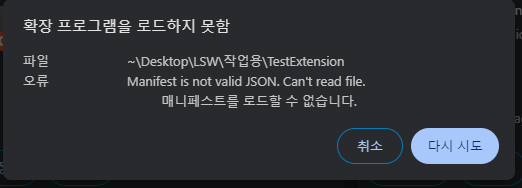 확장 프로그램을 로드하지 못함
파일 ~\Desktop\LSW\작업용\TestExtension
오류 Manifest is not valid JSON. Can't read file.
매니페스트를 로드할 수 없습니다.
취소 다시 시도